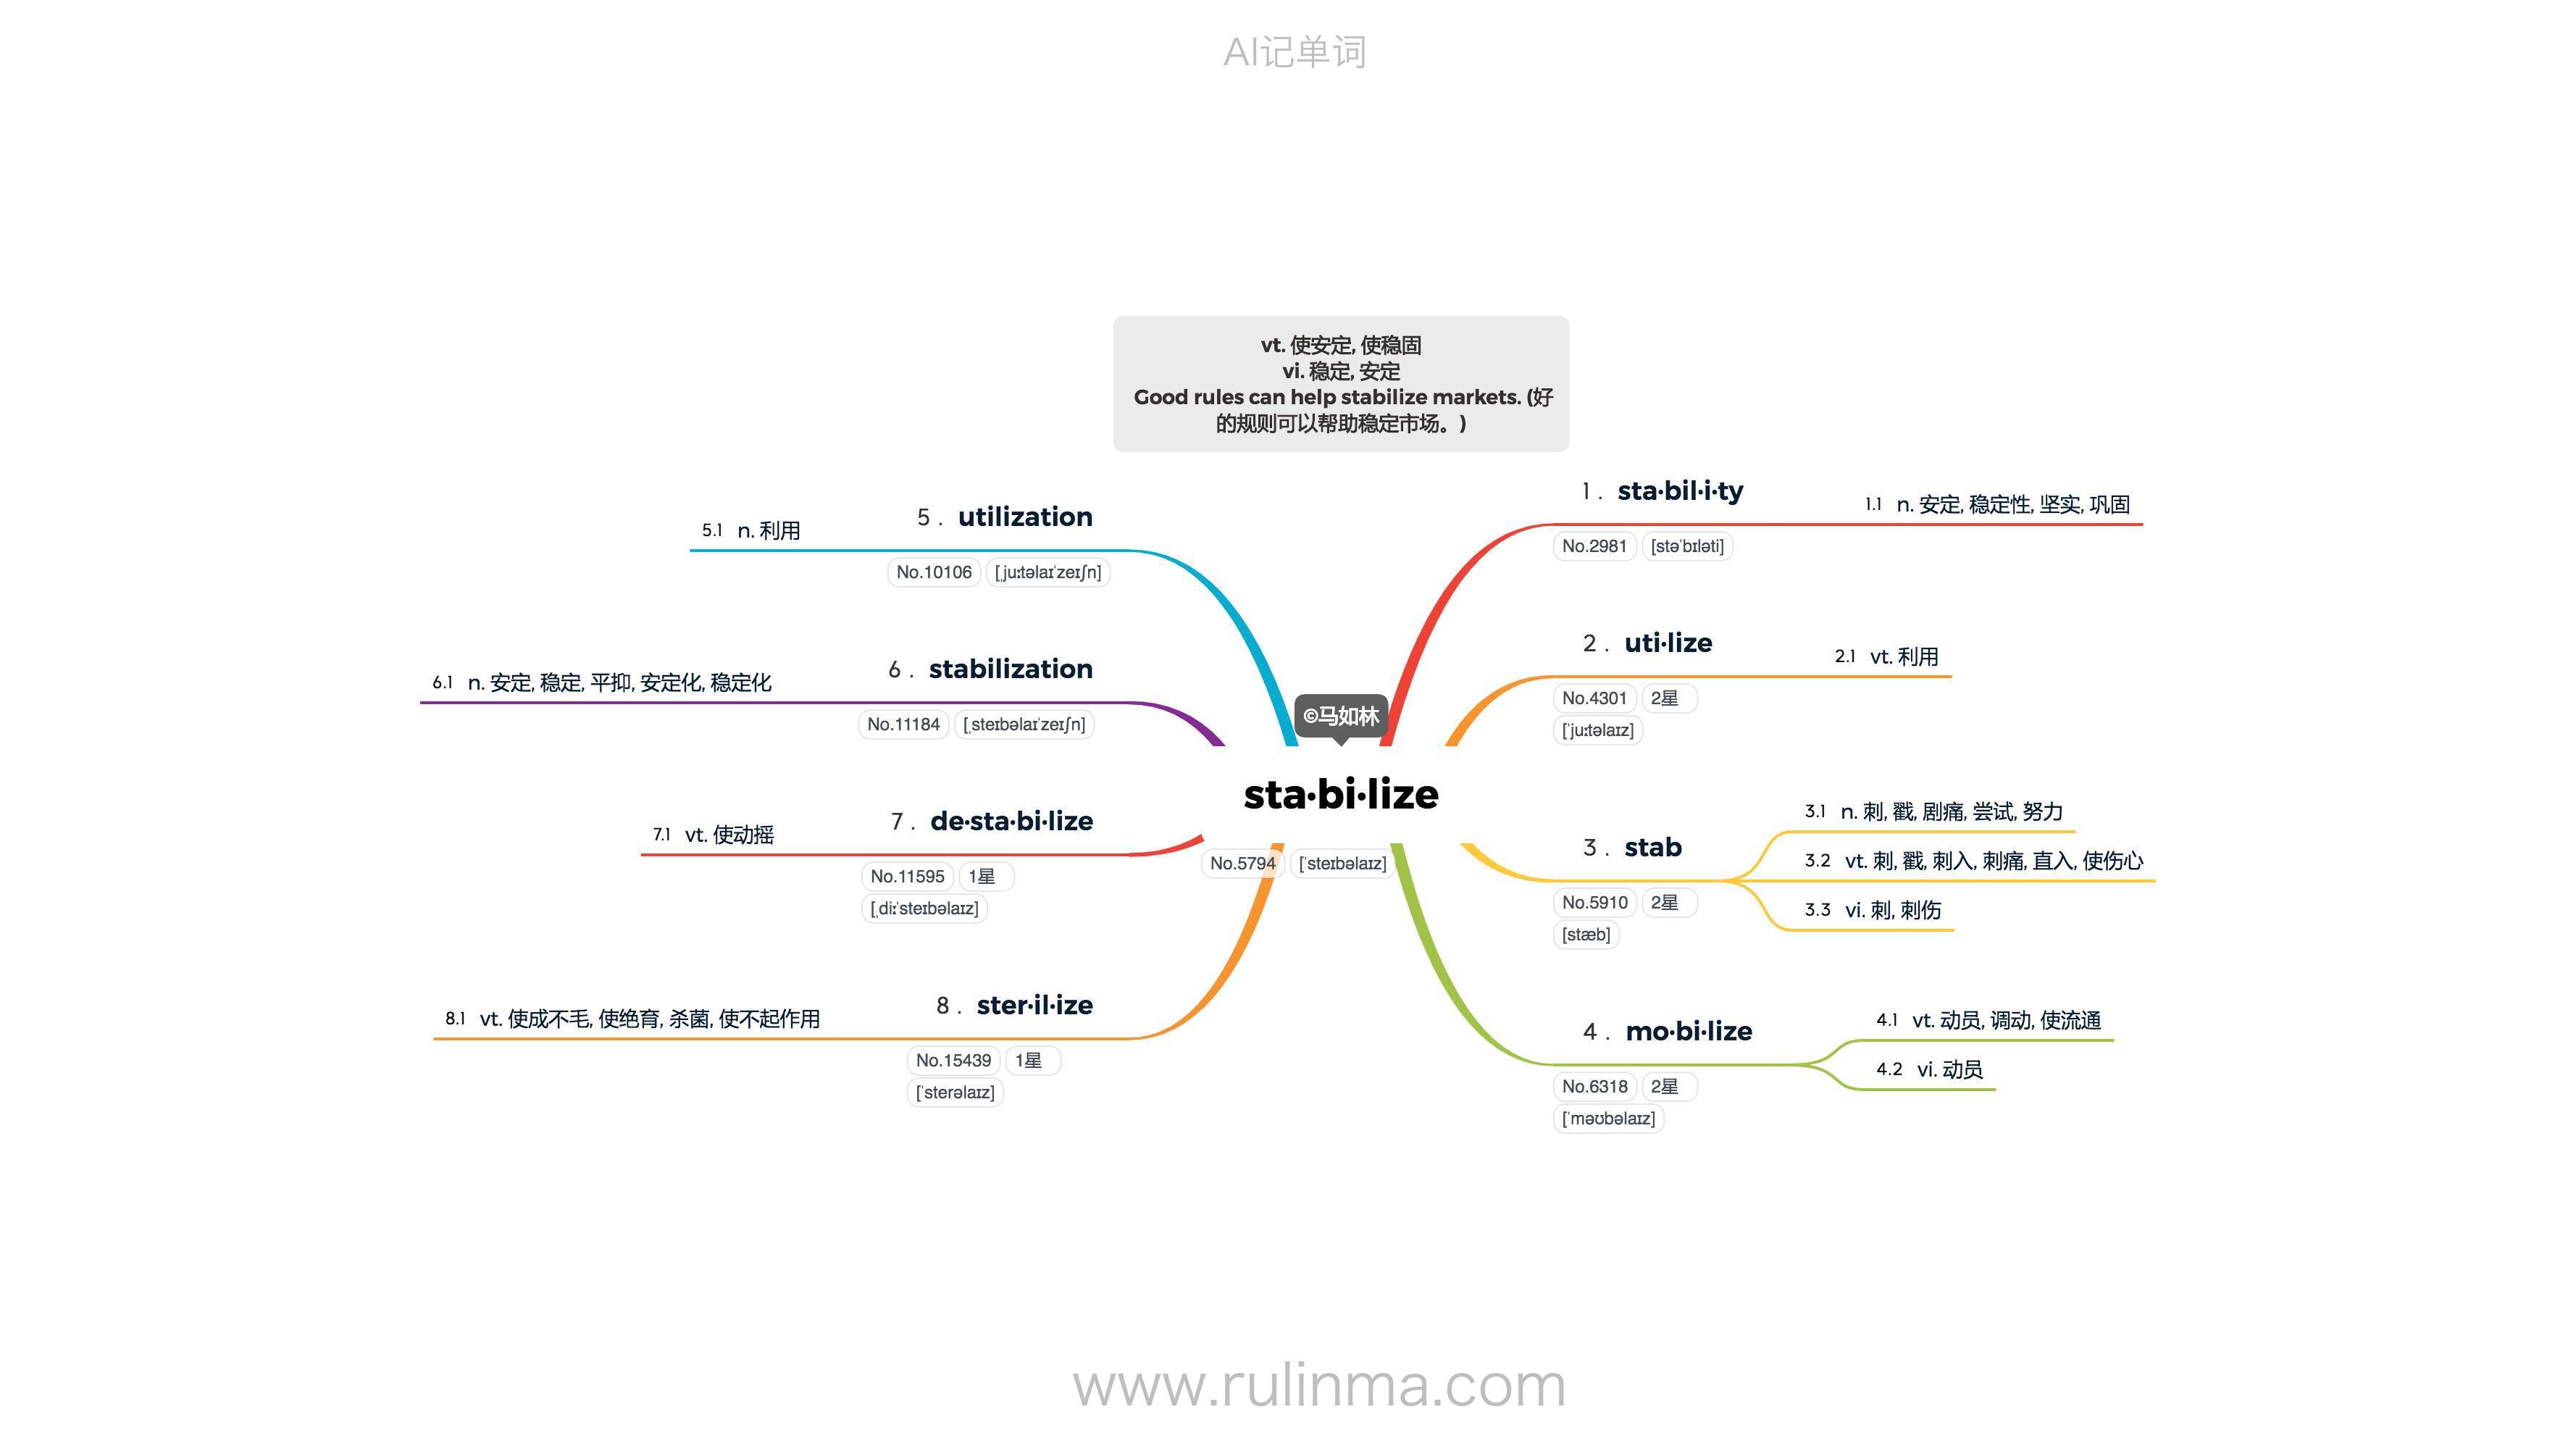 AI记单词
vt. 使安定, 使稳固
vi. 稳定, 安定
Good rules can help stabilize markets. (好
的规则可以帮助稳定市场。)
©马如林
sta·bi·lize
No.5794 [ˈsteɪbəlaɪz]
1 . sta·bil·i·ty
No.2981 [stəˈbɪləti]
1.1 n. 安定, 稳定性, 坚实, 巩固
2 . uti·lize
No.4301 2星
[ˈjuːtəlaɪz]
2.1 vt. 利用
3 . stab
No.5910 2星
[stæb]
3.1 n. 刺, 戳, 剧痛, 尝试, 努力
3.2 vt. 刺, 戳, 刺入, 刺痛, 直入, 使伤心
3.3 vi. 刺, 刺伤
4 . mo·bi·lize
No.6318 2星
[ˈməʊbəlaɪz]
4.1 vt. 动员, 调动, 使流通
4.2 vi. 动员
5 . utilization
No.10106 [ˌjuːtəlaɪˈzeɪʃn]
5.1 n. 利用
6 . stabilization
No.11184 [ˌsteɪbəlaɪˈzeɪʃn]
6.1 n. 安定, 稳定, 平抑, 安定化, 稳定化
7 . de·sta·bi·lize
No.11595 1星
[ˌdiːˈsteɪbəlaɪz]
7.1 vt. 使动摇
8 . ster·il·ize
No.15439 1星
[ˈsterəlaɪz]
8.1 vt. 使成不毛, 使绝育, 杀菌, 使不起作用
www.rulinma.com